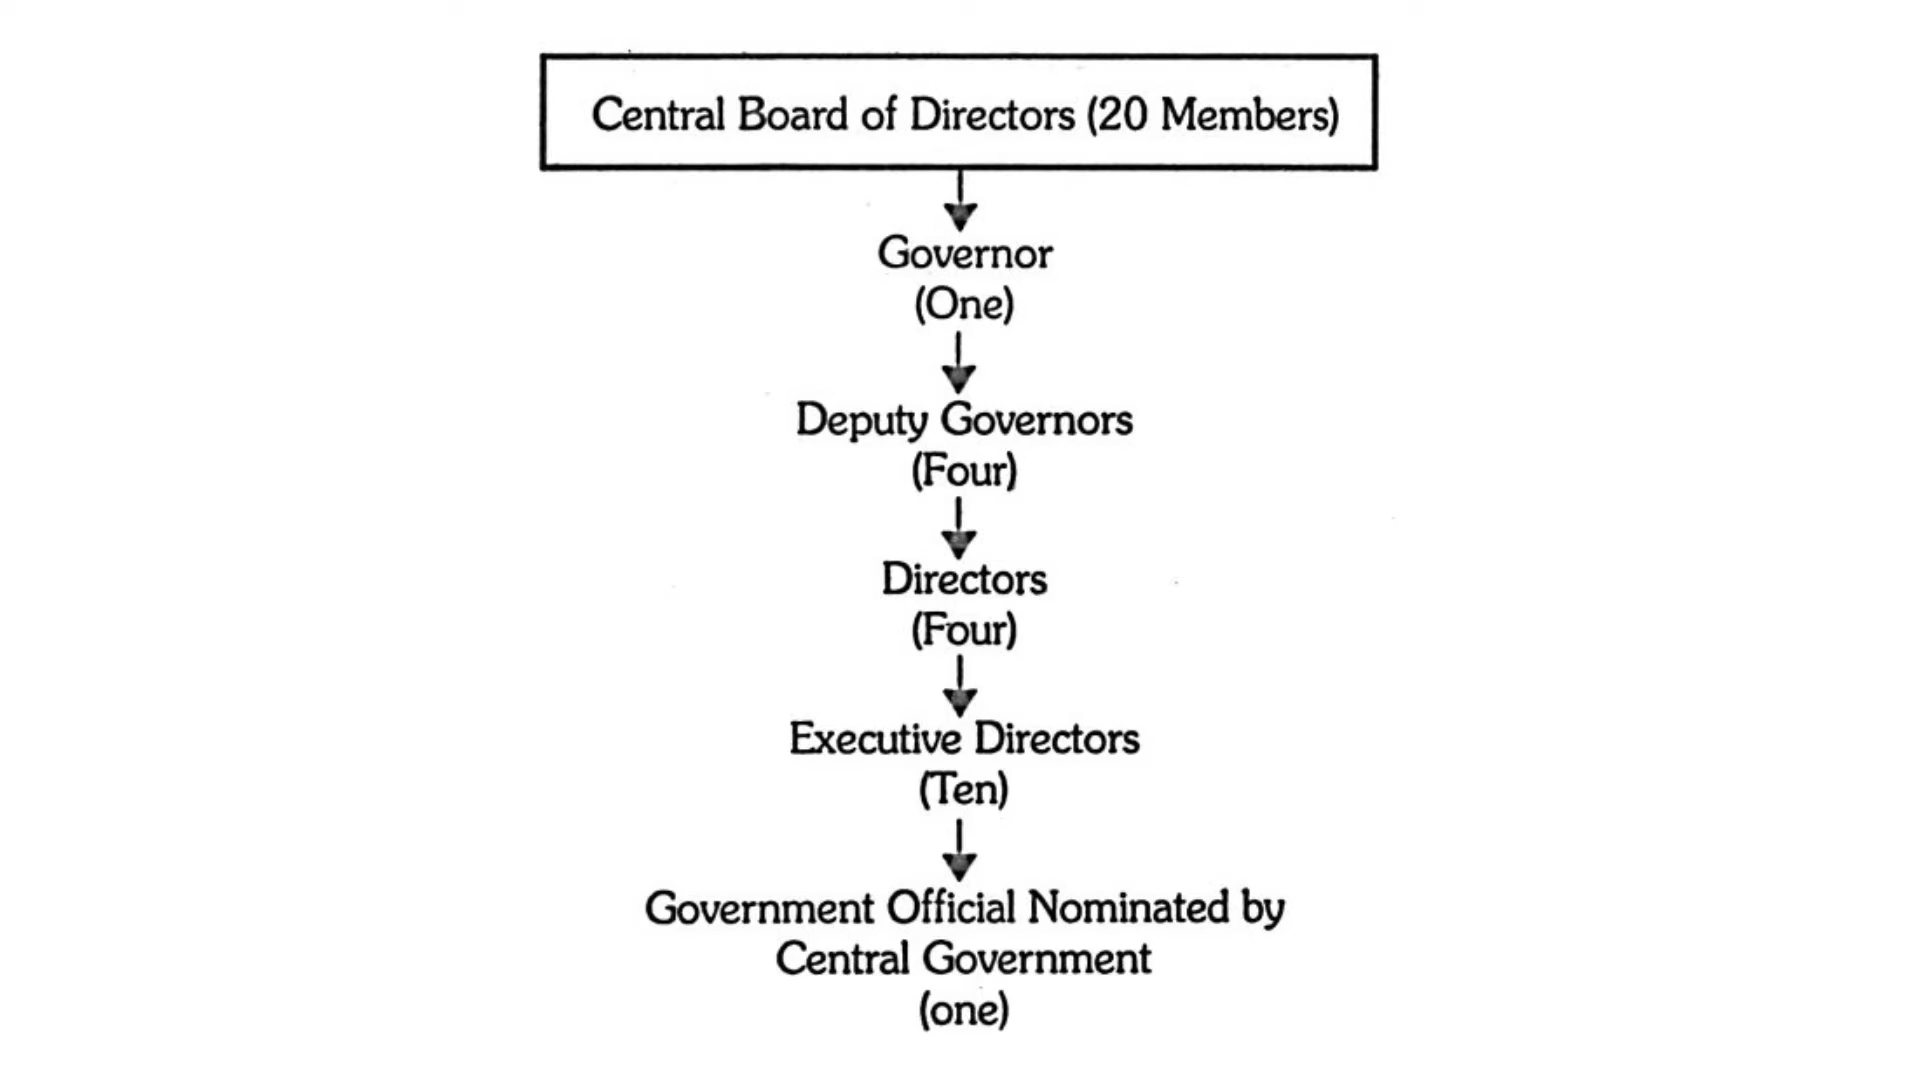 Central Board of Directors (20 Members)
Governor
(One)
Deputy Governors
(Four)
Directors
(Four)
Executive Directors
(Ten)
Government Official Nominated by
Central Government
(one)